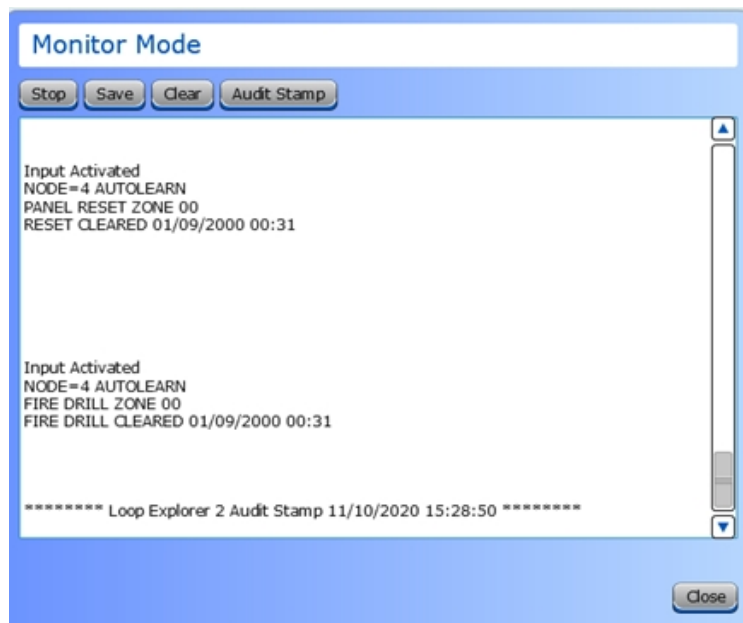 Monitor Mode
Stop Save Clear Audit Stamp
Input Activated
NODE=4 AUTOLEARN
PANEL RESET ZONE 00
RESET CLEARED 01/09/2000 00:31
Input Activated
NODE=4 AUTOLEARN
FIRE DRILL ZONE 00
FIRE DRILL CLEARED 01/09/2000 00:31
******** Loop Explorer 2 Audit Stamp 11/10/2020 15:28:50 ********
Close